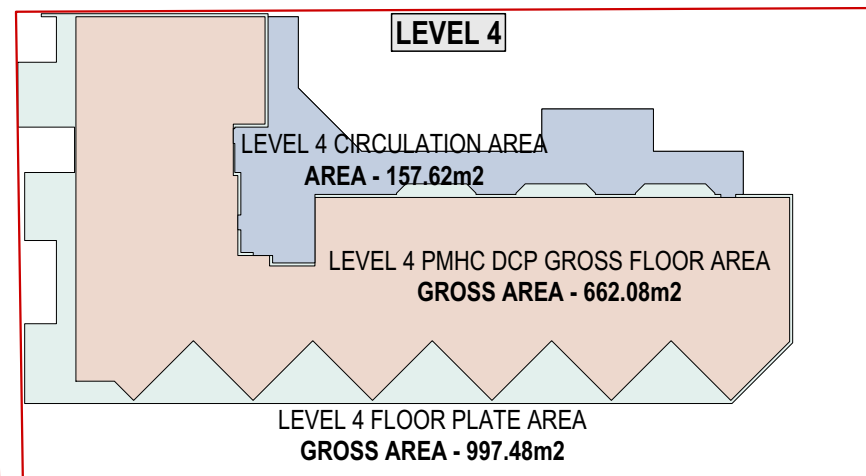 LEVEL 4
LEVEL 4 CIRCULATION AREA
AREA - 157.62m2
LEVEL 4 PMHC DCP GROSS FLOOR AREA
GROSS AREA - 662.08m2
LEVEL 4 FLOOR PLATE AREA
GROSS AREA - 997.48m2